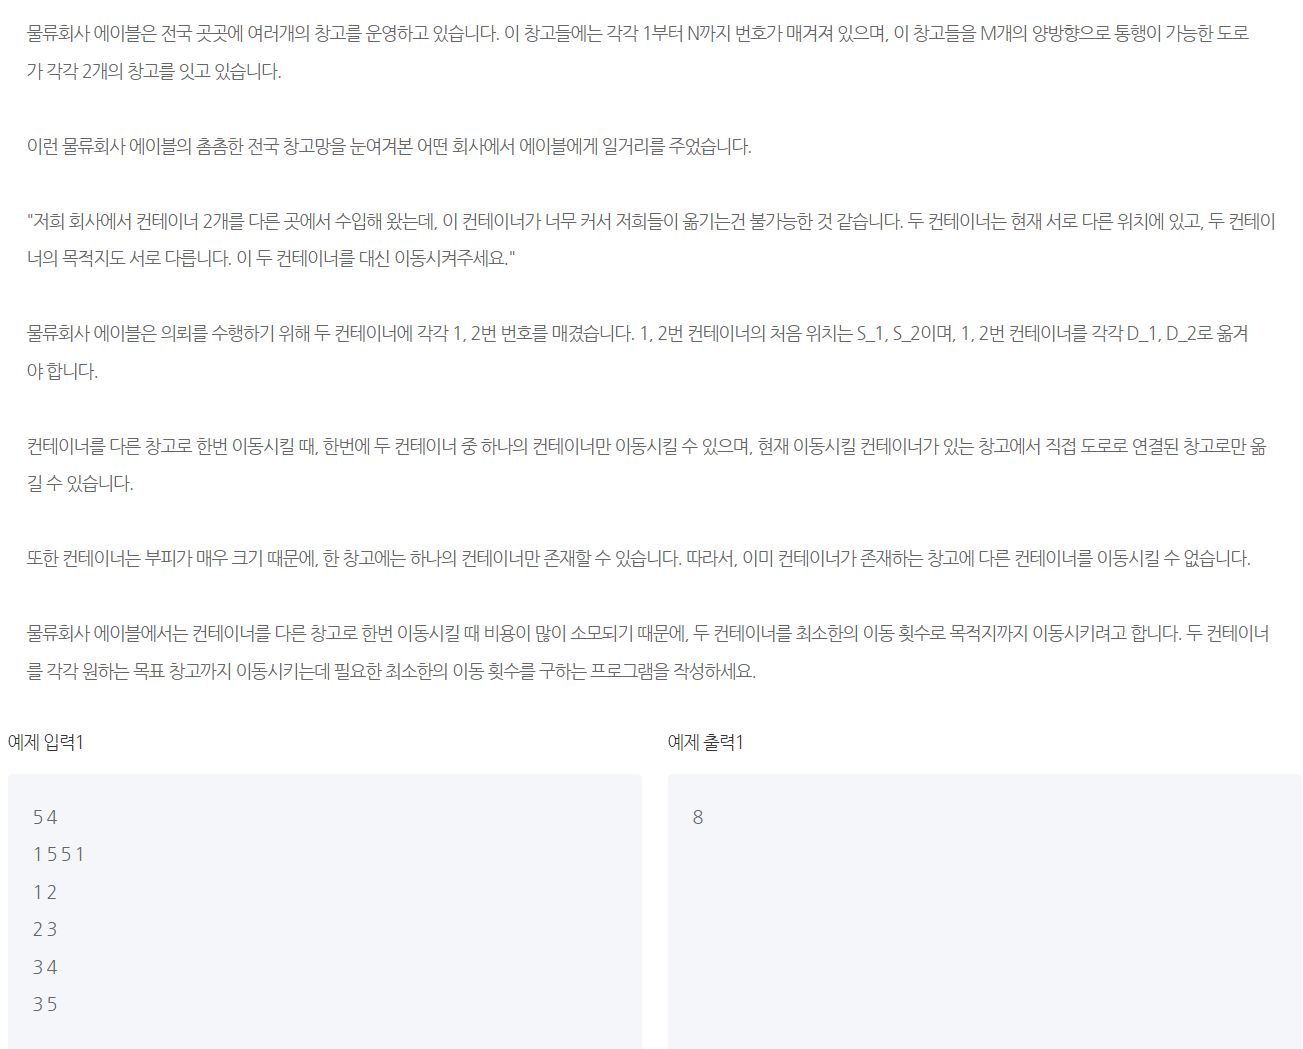 물류회사 에이블은 전국 곳곳에 여러개의 창고를 운영하고 있습니다. 이 창고들에는 각각 1부터 N까지 번호가 매겨져 있으며, 이 창고들을 M개의 양방향으로 통행이 가능한 도로
가 각각 2개의 창고를 잇고 있습니다.
이런 물류회사 에이블의 촘촘한 전국 창고망을 눈여겨본 어떤 회사에서 에이블에게 일거리를 주었습니다.
"저희 회사에서 컨테이너 2개를 다른 곳에서 수입해 왔는데, 이 컨테이너가 너무 커서 저희들이 옮기는건 불가능한 것 같습니다. 두 컨테이너는 현재 서로 다른 위치에 있고, 두 컨테이
너의 목적지도 서로 다릅니다. 이 두 컨테이너를 대신 이동시켜주세요."
물류회사 에이블은 의뢰를 수행하기 위해 두 컨테이너에 각각 1, 2번 번호를 매겼습니다. 1, 2번 컨테이너의 처음 위치는 S_1, S_2이며, 1, 2번 컨테이너를 각각 D_1, D_2로 옮겨
야 합니다.
컨테이너를 다른 창고로 한번 이동시킬 때, 한번에 두 컨테이너 중 하나의 컨테이너만 이동시킬 수 있으며, 현재 이동시킬 컨테이너가 있는 창고에서 직접 도로로 연결된 창고로만 옮
길 수 있습니다.
또한 컨테이너는 부피가 매우 크기 때문에, 한 창고에는 하나의 컨테이너만 존재할 수 있습니다. 따라서, 이미 컨테이너가 존재하는 창고에 다른 컨테이너를 이동시킬 수 없습니다.
물류회사 에이블에서는 컨테이너를 다른 창고로 한번 이동시킬 때 비용이 많이 소모되기 때문에, 두 컨테이너를 최소한의 이동 횟수로 목적지까지 이동시키려고 합니다. 두 컨테이너
를 각각 원하는 목표 창고까지 이동시키는데 필요한 최소한의 이동 횟수를 구하는 프로그램을 작성하세요.
예제 입력1
5 4
1 5 5 1
1 2
2 3
3 4
3 5
예제 출력1
8